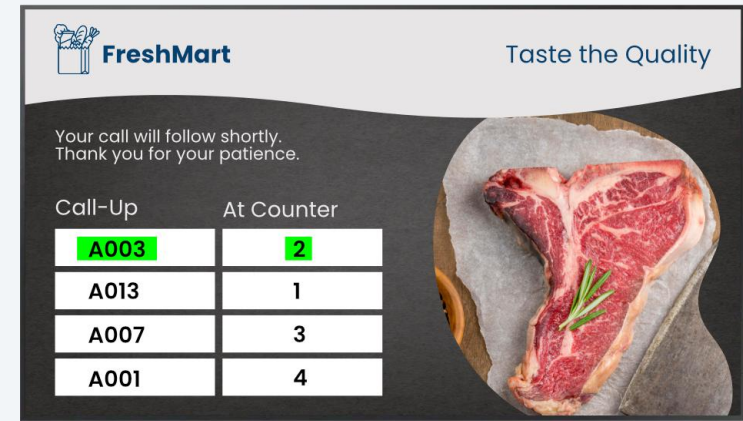 FreshMart
Taste the Quality
Your call will follow shortly.
Thank you for your patience.
Call-Up At Counter
A003 2
A013 1
A007 3
A001 4